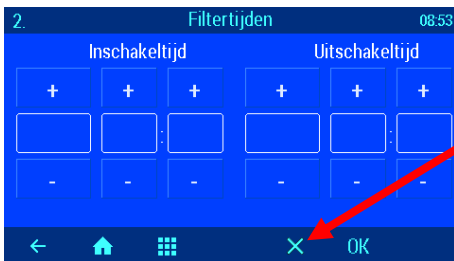 2. Filtertijden 08:53
Inschakeltijd Uitschakeltijd
+ + + + + +
: :
- - - - - -
OK